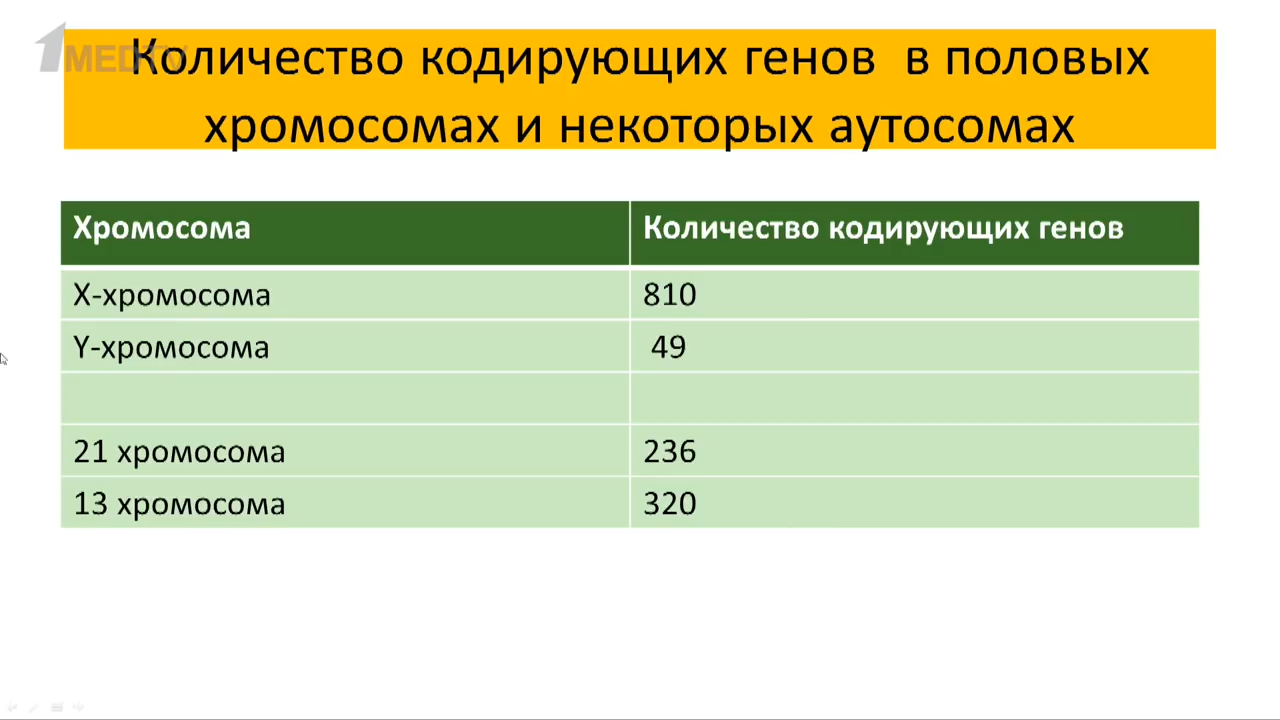 1MEDTV
Количество кодирующих генов в половых
хромосомах и некоторых аутосомах
Хромосома Количество кодирующих генов
X-хромосома 810
Y-хромосома 49
21 хромосома 236
13 хромосома 320